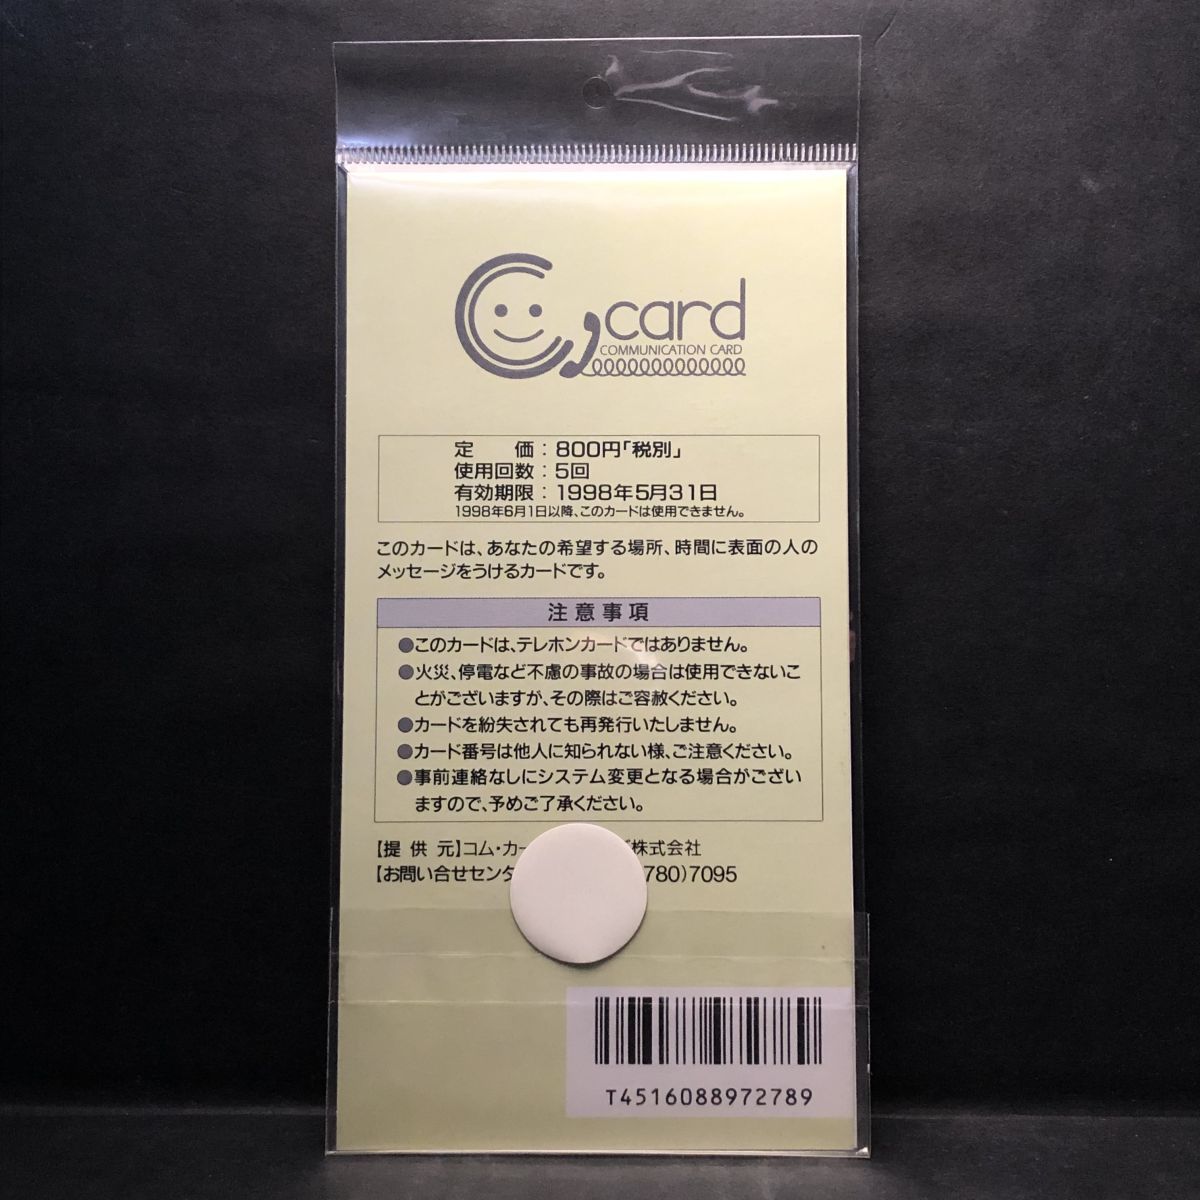 C card
COMMUNICATION CARD
定　価：800円｢税別｣
使用回数：5回
有効期限：1998年5月31日
1998年6月1日以降、このカードは使用できません。
このカードは、あなたの希望する場所、時間に表面の人の
メッセージをうけるカードです。
注意事項
●このカードは、テレホンカードではありません。
●火災、停電など不慮の事故の場合は使用できないこ
とがございますが、その際はご容赦ください。
●カードを紛失されても再発行いたしません。
●カード番号は他人に知られない様、ご注意ください。
●事前連絡なしにシステム変更となる場合がござい
ますので、予めご了承ください。
【提供元】コム・カー 株式会社
【お問い合せセンタ 780)7095
T4516088972789